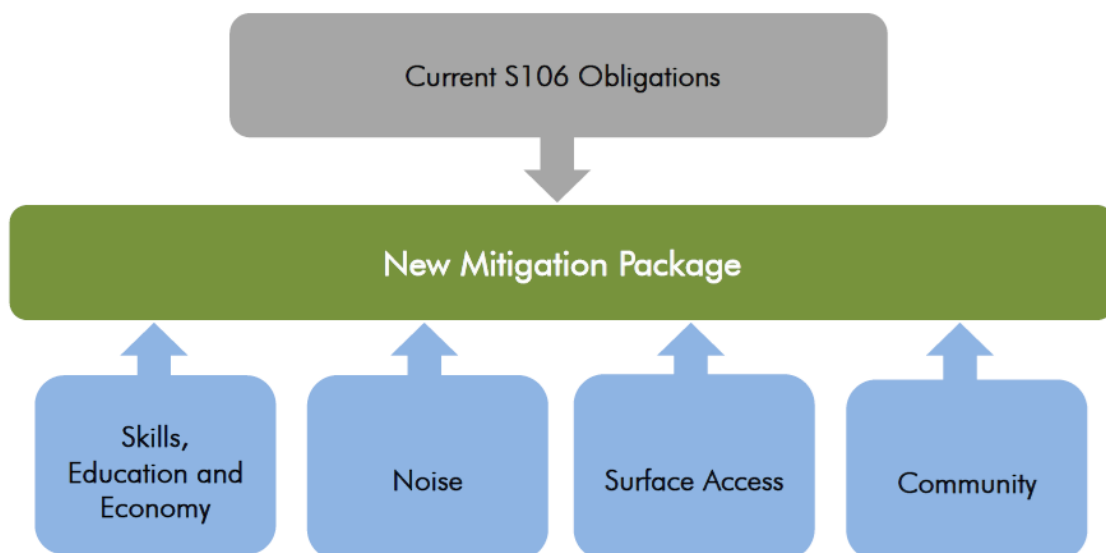 Current S106 Obligations
New Mitigation Package
Skills,
Education and
Economy
Noise
Surface Access
Community